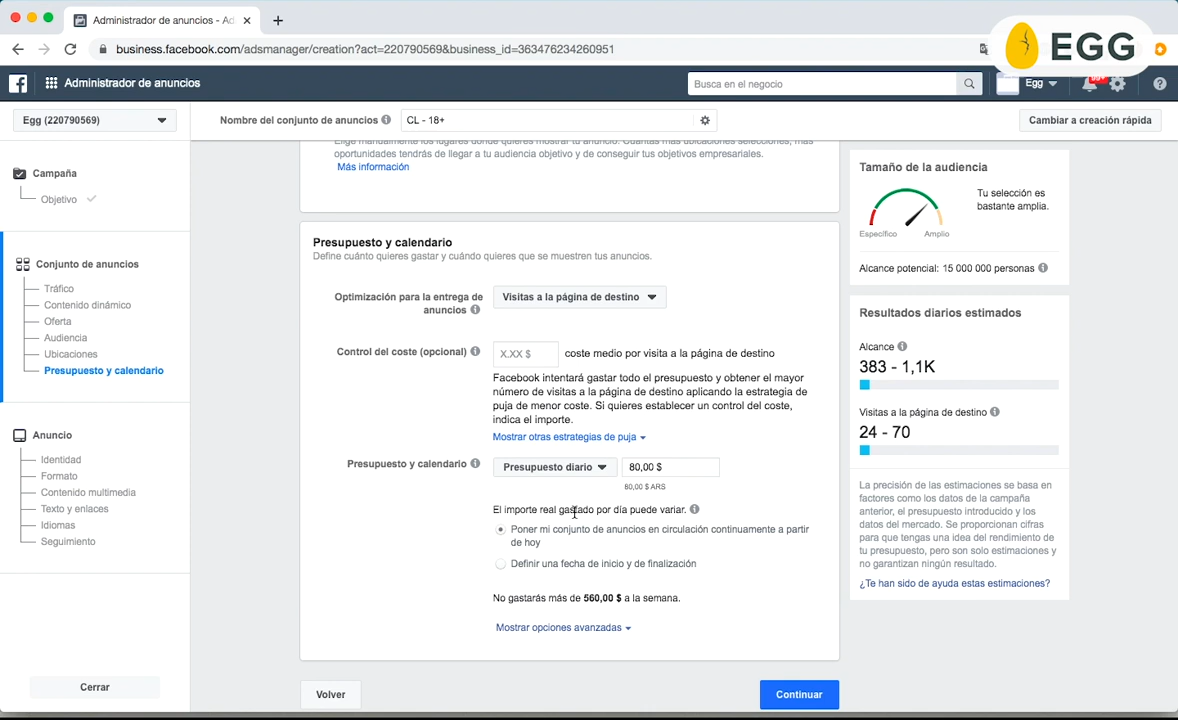 Administrador de anuncios - Ad
business.facebook.com/adsmanager/creation?act=220790569&business_id=363476234260951
EGG
Administrador de anuncios
Busca en el negocio
Egg
Egg (220790569)
Nombre del conjunto de anuncios
CL - 18+
Cambiar a creación rápida
Campaña
Objetivo
Conjunto de anuncios
Tráfico
Contenido dinámico
Oferta
Audiencia
Ubicaciones
Presupuesto y calendario
Anuncio
Identidad
Formato
Contenido multimedia
Texto y enlaces
Idiomas
Seguimiento
Cerrar
Elige manualmente los lugares donde quieres mostrar tu anuncio. Cuantas más ubicaciones selecciones, más
oportunidades tendrás de llegar a tu audiencia objetivo y de conseguir tus objetivos empresariales.
Más información
Presupuesto y calendario
Define cuánto quieres gastar y cuándo quieres que se muestren tus anuncios.
Optimización para la entrega de
anuncios
Visitas a la página de destino
Control del coste (opcional)
X.XX $
coste medio por visita a la página de destino
Facebook intentará gastar todo el presupuesto y obtener el mayor
número de visitas a la página de destino aplicando la estrategia de
puja de menor coste. Si quieres establecer un control del coste,
indica el importe.
Mostrar otras estrategias de puja
Presupuesto y calendario
Presupuesto diario
80,00 $
80,00 $ ARS
El importe real gastado por día puede variar.
Poner mi conjunto de anuncios en circulación continuamente a partir
de hoy
Definir una fecha de inicio y de finalización
No gastarás más de 560,00 $ a la semana.
Mostrar opciones avanzadas
Volver
Continuar
Tamaño de la audiencia
Tu selección es
bastante amplia.
Específico
Amplio
Alcance potencial: 15 000 000 personas
Resultados diarios estimados
Alcance
383 - 1,1K
Visitas a la página de destino
24 - 70
La precisión de las estimaciones se basa en
factores como los datos de la campaña
anterior, el presupuesto introducido y los
datos del mercado. Se proporcionan cifras
para que tengas una idea del rendimiento de
tu presupuesto, pero son solo estimaciones y
no garantizan ningún resultado.
¿Te han sido de ayuda estas estimaciones?